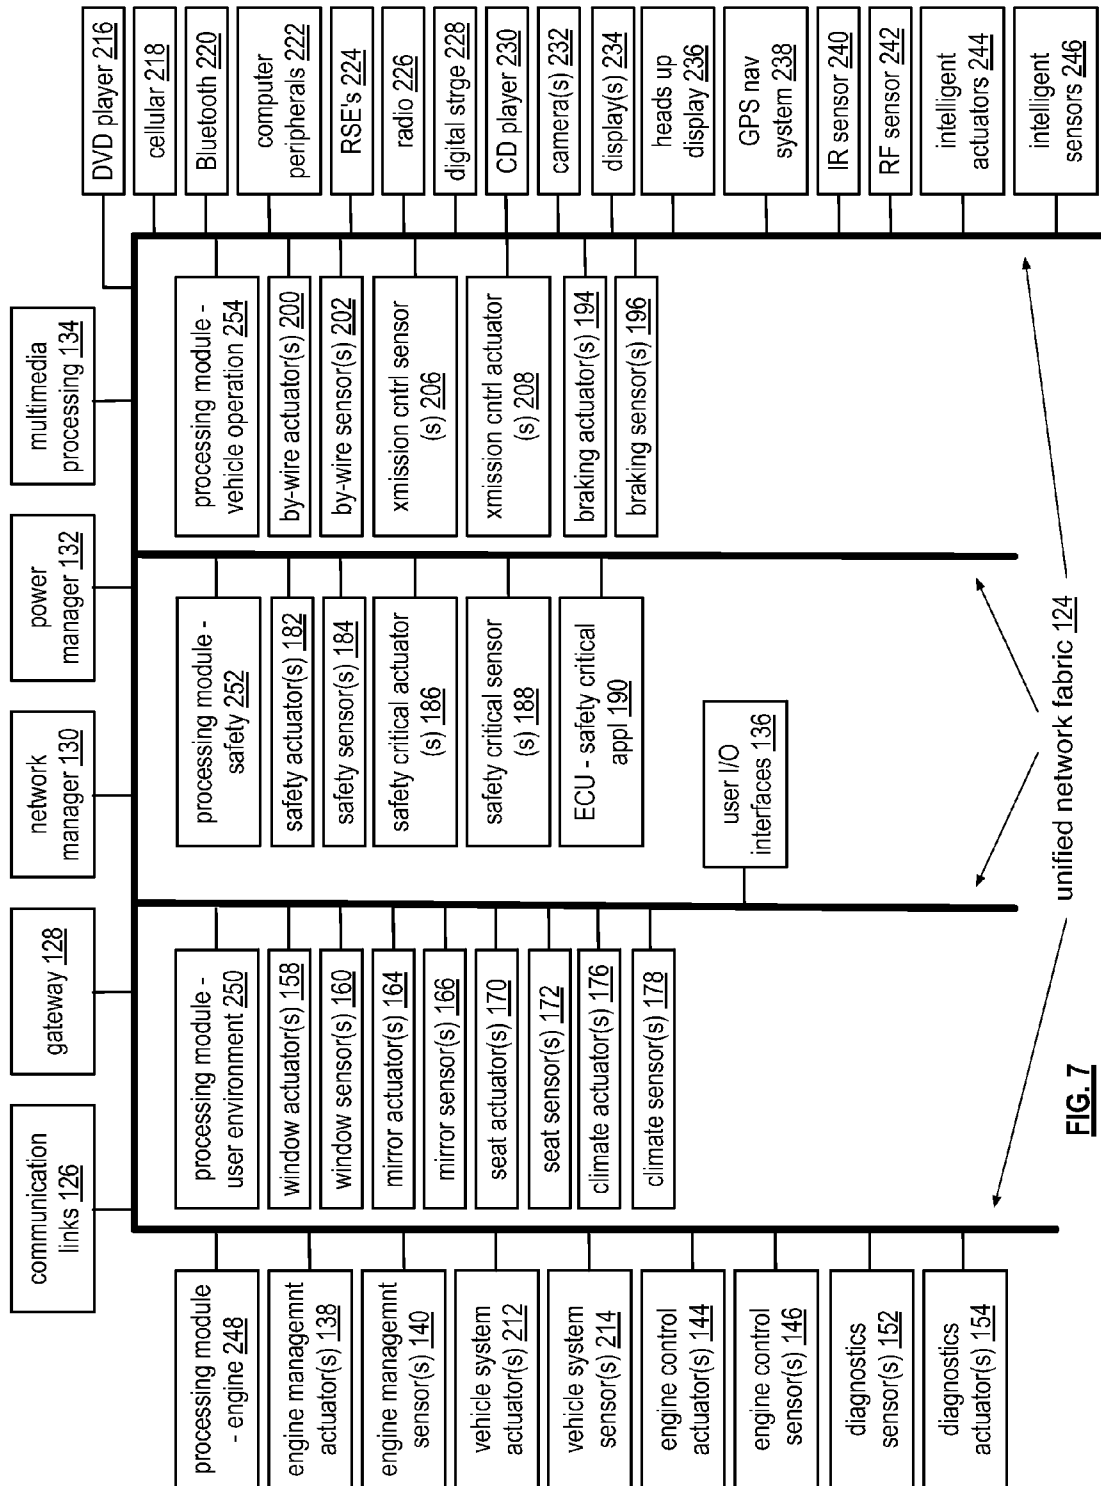 communication
links 126
gateway 128
network
manager 130
power
manager 132
multimedia
processing 134
DVD player 216
cellular 218
Bluetooth 220
computer
peripherals 222
RSE's 224
radio 226
digital strge 228
CD player 230
camera(s) 232
display(s) 234
heads up
display 236
GPS nav
system 238
IR sensor 240
RF sensor 242
intelligent
actuators 244
intelligent
sensors 246
processing module
- engine 248
engine managemnt
actuator(s) 138
engine managemnt
sensor(s) 140
vehicle system
actuator(s) 212
vehicle system
sensor(s) 214
engine control
actuator(s) 144
engine control
sensor(s) 146
diagnostics
sensor(s) 152
diagnostics
actuator(s) 154
processing module -
user environment 250
window actuator(s) 158
window sensor(s) 160
mirror actuator(s) 164
mirror sensor(s) 166
seat actuator(s) 170
seat sensor(s) 172
climate actuator(s) 176
climate sensor(s) 178
user I/O
interfaces 136
processing module -
safety 252
safety actuator(s) 182
safety sensor(s) 184
safety critical actuator
(s) 186
safety critical sensor
(s) 188
ECU - safety critical
appl 190
processing module -
vehicle operation 254
by-wire actuator(s) 200
by-wire sensor(s) 202
xmission cntrl sensor
(s) 206
xmission cntrl actuator
(s) 208
braking actuator(s) 194
braking sensor(s) 196
unified network fabric 124
FIG. 7